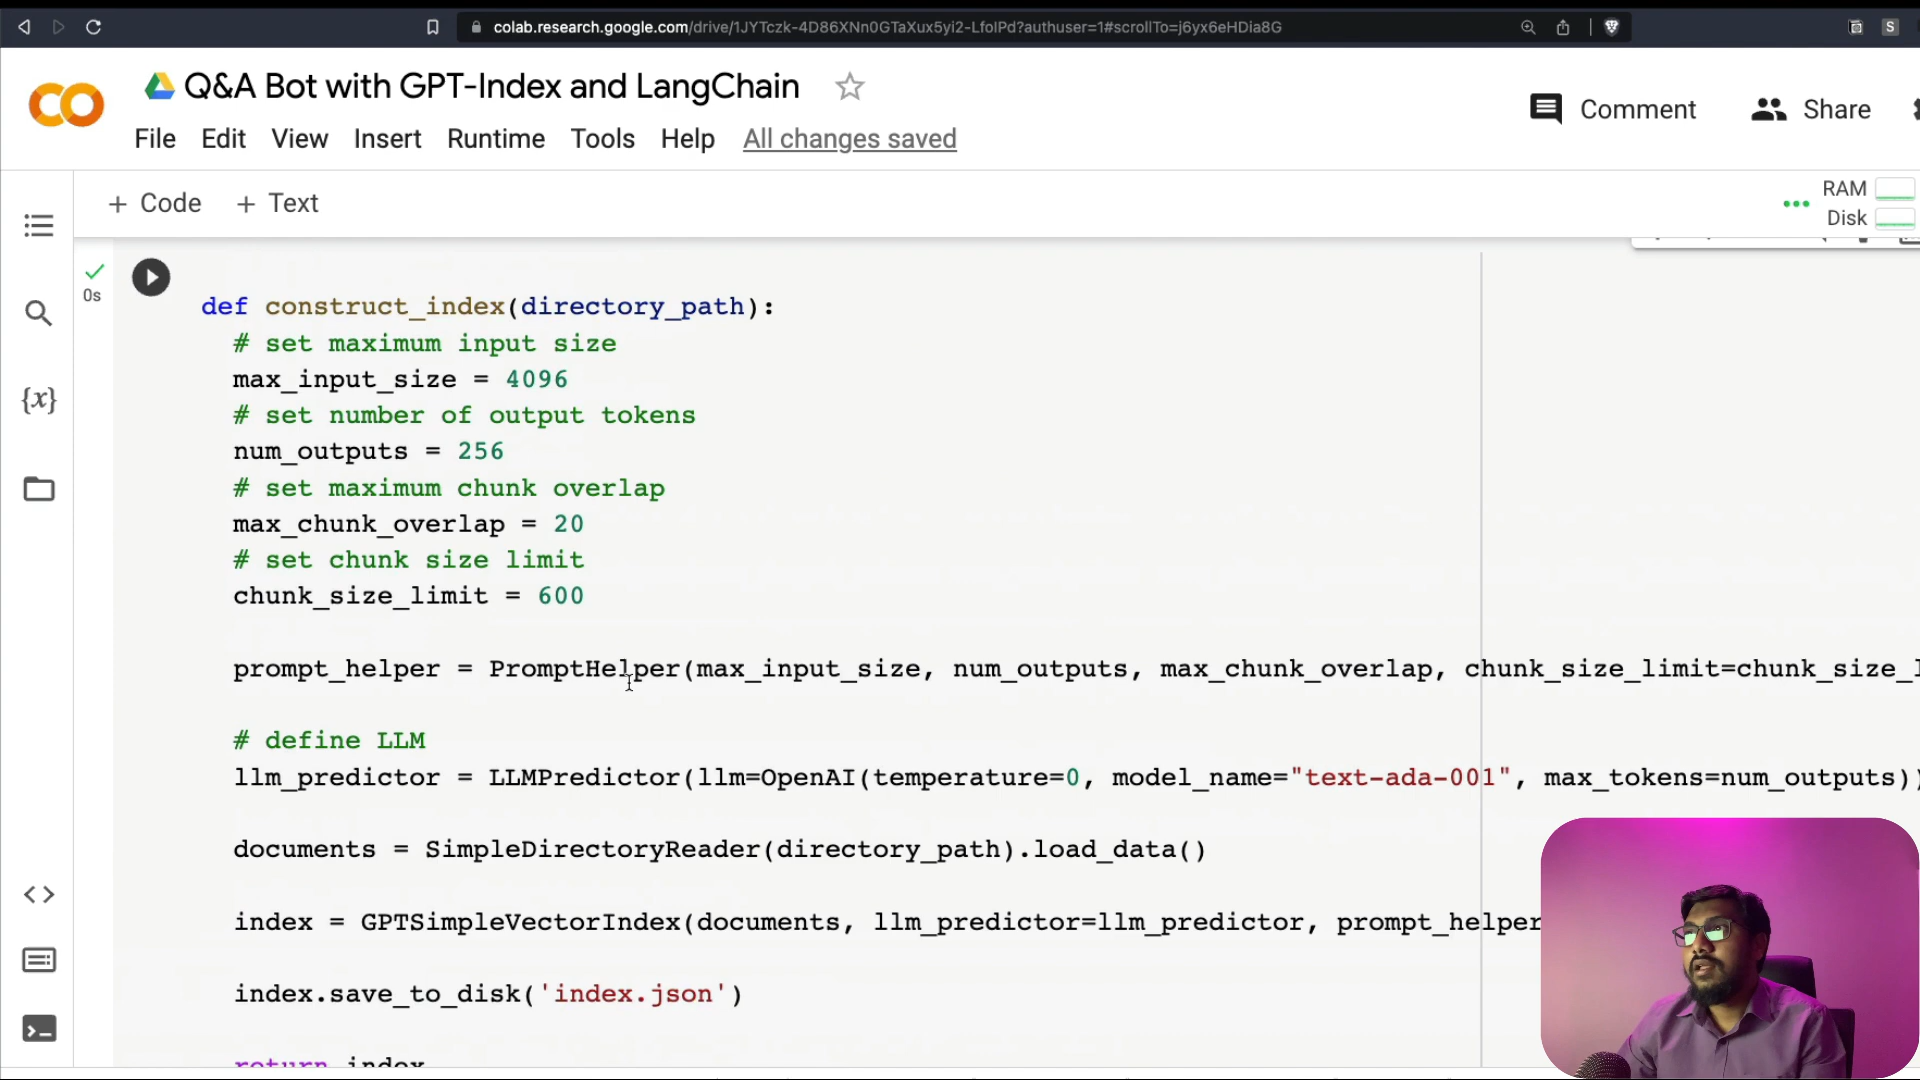 colab.research.google.com/drive/1JYTczk-4D86XNn0GTaXux5yi2-LfolPd?authuser=1#scrollTo=j6yx6eHDia8G
S
Q&A Bot with GPT-Index and LangChain
Comment
Share
File Edit View Insert Runtime Tools Help All changes saved
+ Code + Text
RAM
Disk
0s
{x}
def construct_index(directory_path):
# set maximum input size
max_input_size = 4096
# set number of output tokens
num_outputs = 256
# set maximum chunk overlap
max_chunk_overlap = 20
# set chunk size limit
chunk_size_limit = 600
prompt_helper = PromptHelper(max_input_size, num_outputs, max_chunk_overlap, chunk_size_limit=chunk_size_l
# define LLM
llm_predictor = LLMPredictor(llm=OpenAI(temperature=0, model_name="text-ada-001", max_tokens=num_outputs))
documents = SimpleDirectoryReader(directory_path).load_data()
index = GPTSimpleVectorIndex(documents, llm_predictor=llm_predictor, prompt_helper
index.save_to_disk('index.json')
return index